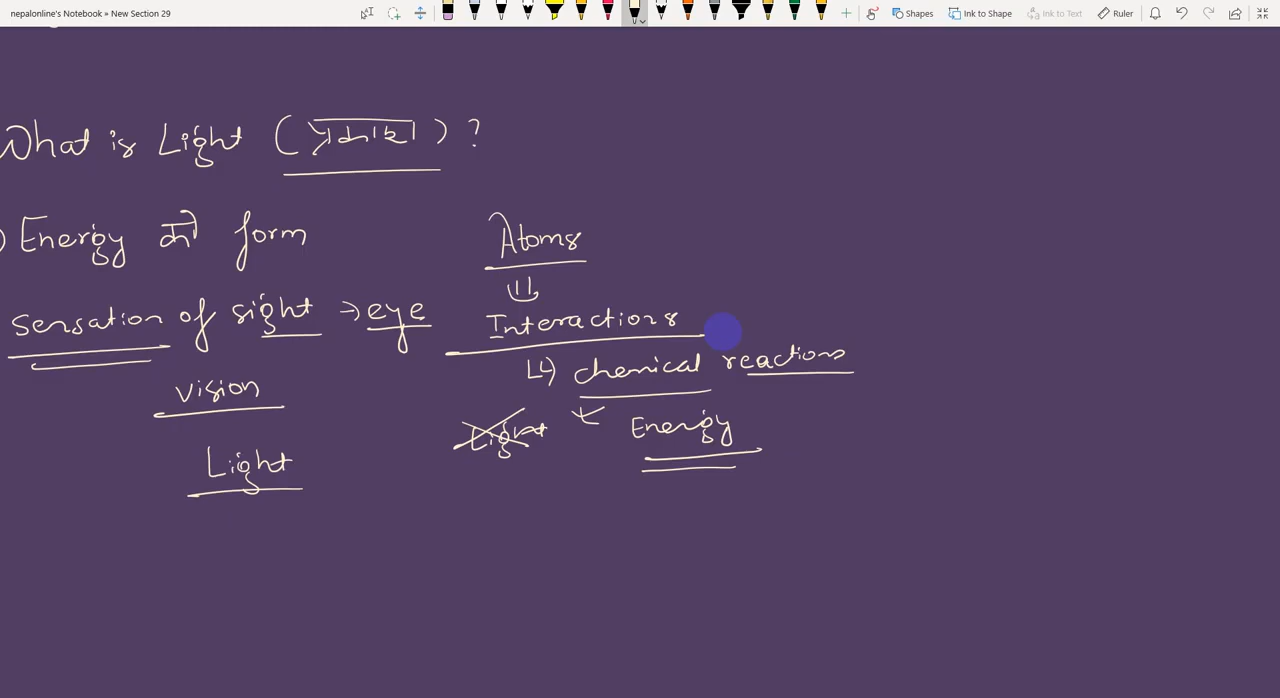 nepalonline's Notebook » New Section 29
Shapes
Ink to Shape
Ink to Text
Ruler
What is Light (प्रकाश) ?
) Energy को form
sensation of sight → eye
vision
Light
Atoms
Interactions
↳ chemical reactions
Light ← Energy